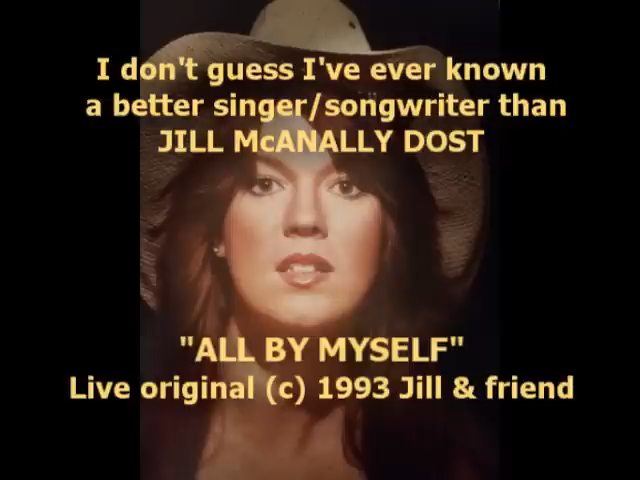 I don't guess I've ever known
a better singer/songwriter than
JILL McANALLY DOST
"ALL BY MYSELF"
Live original (c) 1993 Jill & friend